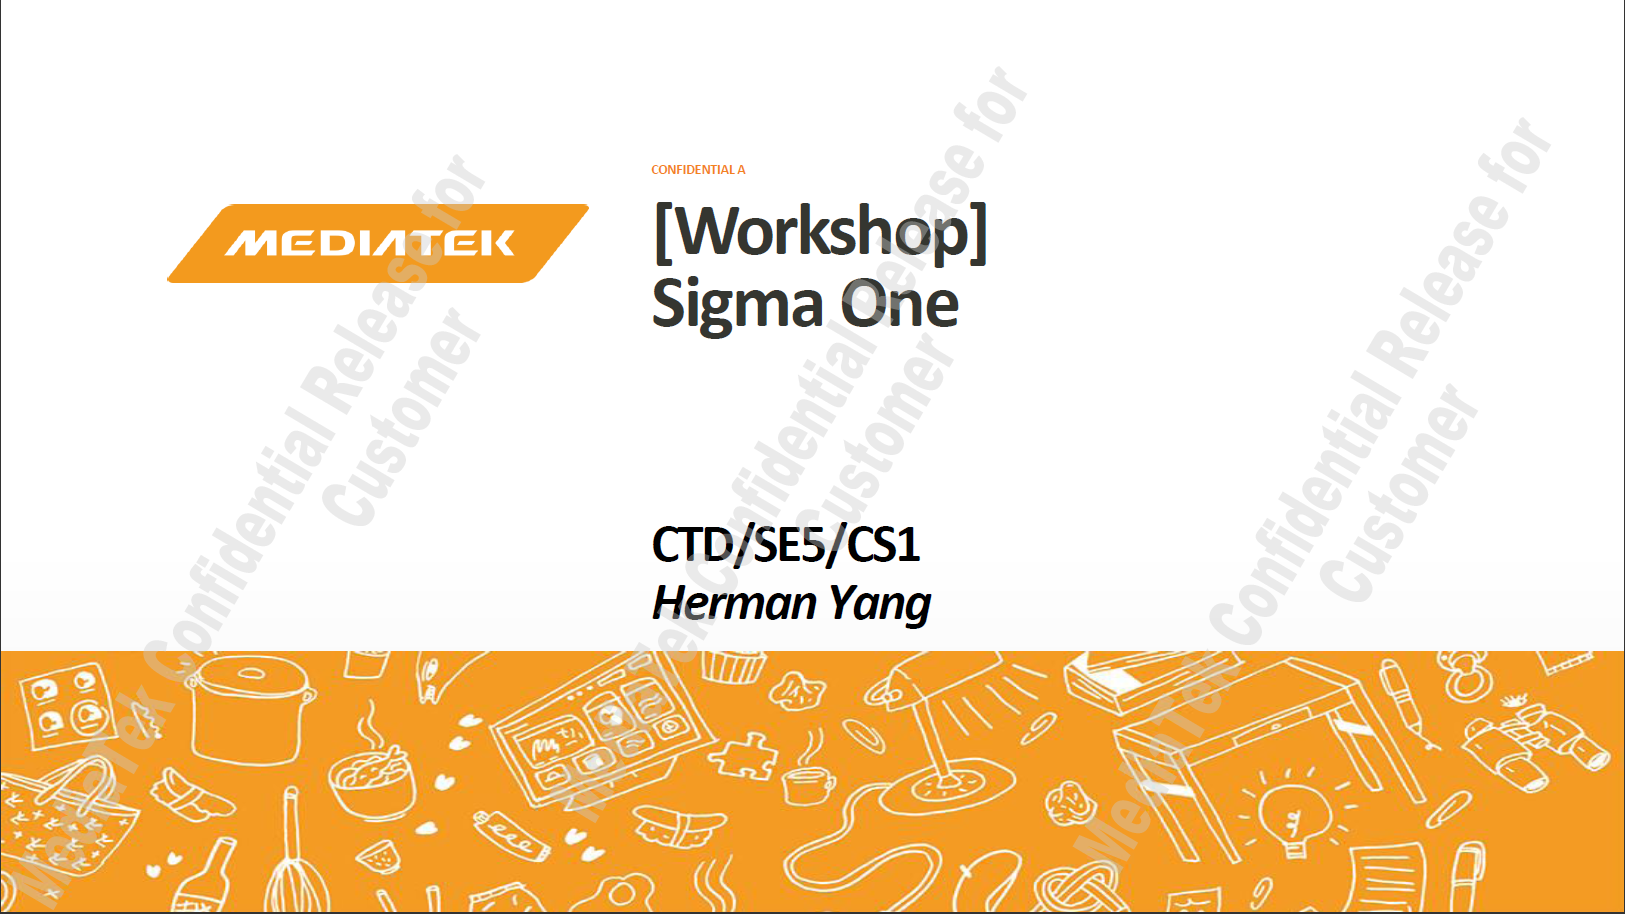 CONFIDENTIAL A
MEDIATEK
[Workshop]
Sigma One
CTD/SE5/CS1
Herman Yang
MediaTek Confidential Release for
Customer
MediaTek Confidential Release for
Customer
MediaTek Confidential Release for
Customer